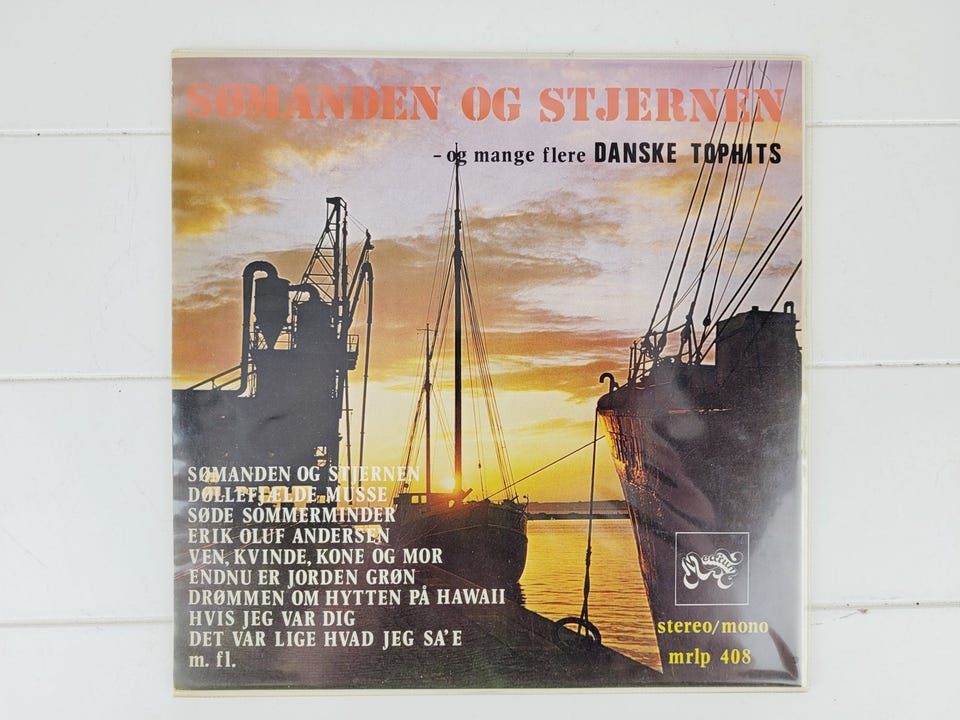 SØMANDEN OG STJERNEN
- og mange flere DANSKE TOPHITS
SØMANDEN OG STJERNEN
DØLLEFJÆLDE MUSSE
SØDE SOMMERMINDER
ERIK OLUF ANDERSEN
VEN, KVINDE, KONE OG MOR
ENDNU ER JORDEN GRØN
DRØMMEN OM HYTTEN PÅ HAWAII
HVIS JEG VAR DIG
DET VAR LIGE HVAD JEG SA'E
m. fl.
stereo/mono
mrlp 408